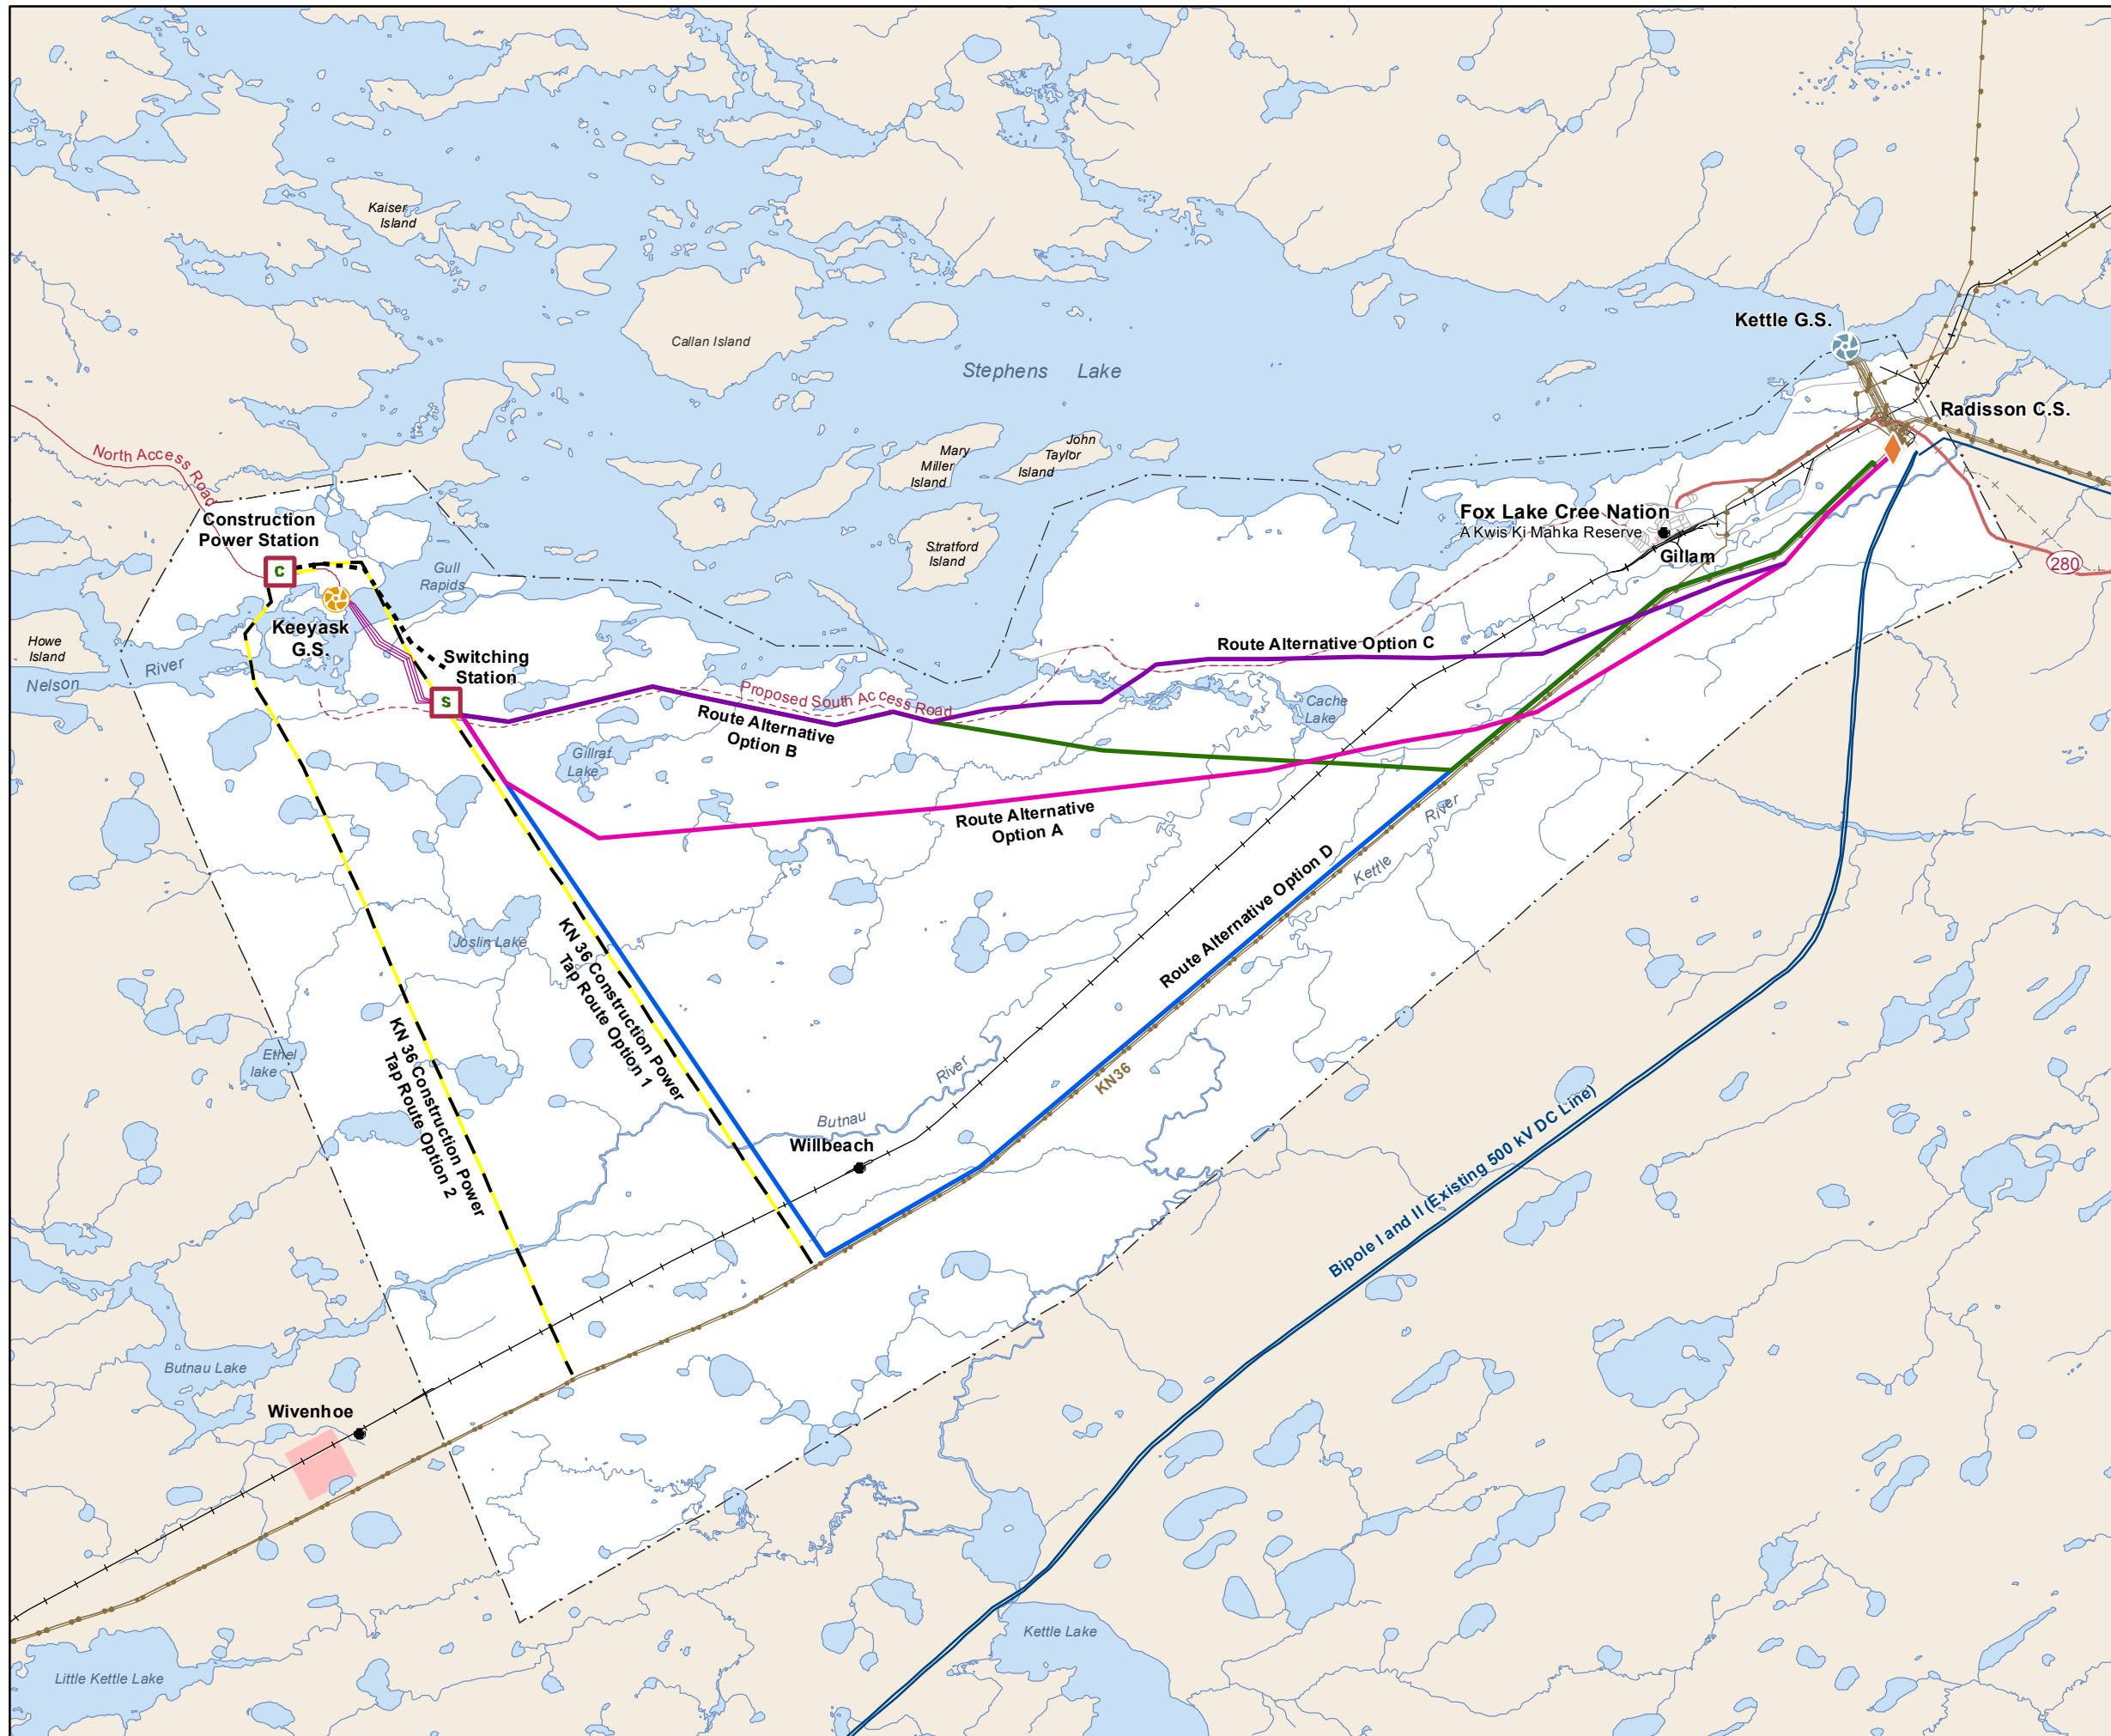 Kaiser
Island
Callan Island
Stephens Lake
Kettle G.S.
Radisson C.S.
North Access Road
Mary
Miller
Island
John
Taylor
Island
Stratford
Island
Construction
Power Station
C
Gull
Rapids
Fox Lake Cree Nation
A Kwis Ki Mahka Reserve
Gillam
280
Howe
Island
River
Nelson
Keeyask
G.S.
Switching
Station
S
Proposed South Access Road
Route Alternative
Option B
Route Alternative Option C
Cache
Lake
Gillrat
Lake
Route Alternative
Option A
River
Kettle
Route Alternative Option D
Joslin Lake
KN 36 Construction Power
Tap Route Option 1
KN 36 Construction Power
Tap Route Option 2
Ethel
lake
River
Butnau
KN36
Willbeach
Bipole I and II (Existing 500 kV DC Line)
Butnau Lake
Wivenhoe
Kettle Lake
Little Kettle Lake